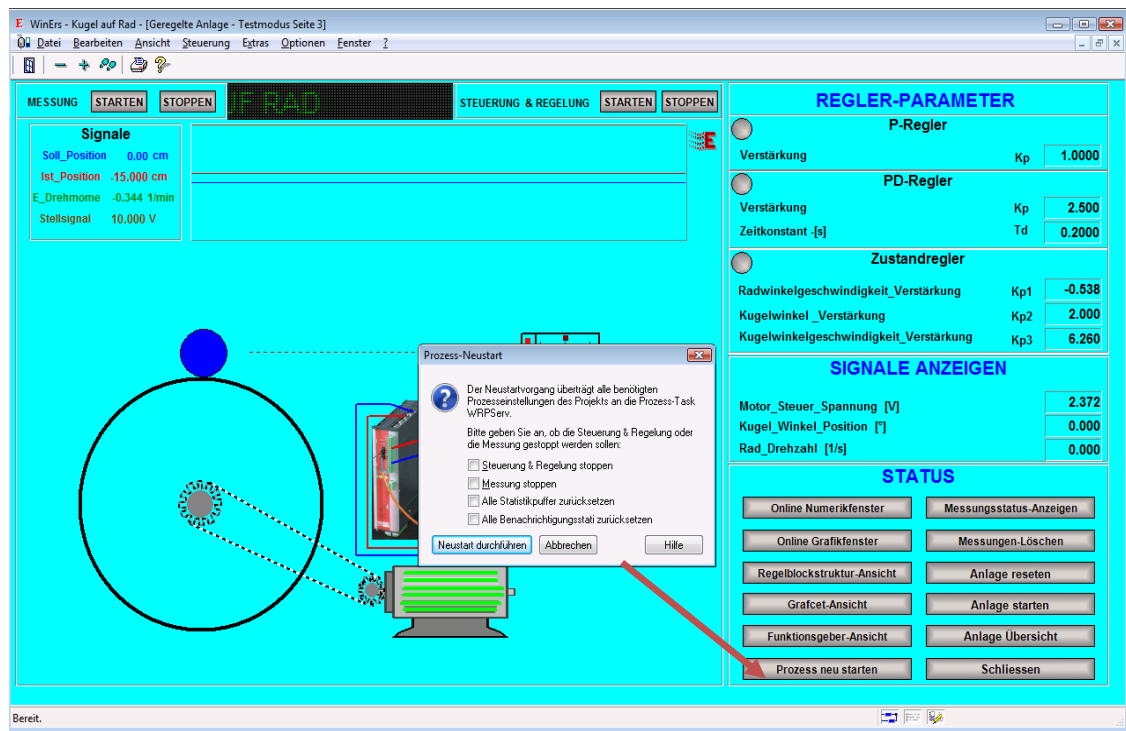 WinErs - Kugel auf Rad - [Geregelte Anlage - Testmodus Seite 3]
Datei Bearbeiten Ansicht Steuerung Extras Optionen Fenster ?
MESSUNG STARTEN STOPPEN
UF RAD
STEUERUNG & REGELUNG STARTEN STOPPEN
Signale
Soll_Position 0.00 cm
Ist_Position -15.000 cm
E_Drehmome -0.344 1/min
Stellsignal 10.000 V
E
REGLER-PARAMETER
P-Regler
Verstärkung Kp 1.0000
PD-Regler
Verstärkung Kp 2.500
Zeitkonstant -[s] Td 0.2000
Zustandregler
Radwinkelgeschwindigkeit_Verstärkung Kp1 -0.538
Kugelwinkel _Verstärkung Kp2 2.000
Kugelwinkelgeschwindigkeit_Verstärkung Kp3 6.260
SIGNALE ANZEIGEN
Motor_Steuer_Spannung [V] 2.372
Kugel_Winkel_Position [°] 0.000
Rad_Drehzahl [1/s] 0.000
STATUS
Online Numerikfenster Messungsstatus-Anzeigen
Online Grafikfenster Messungen-Löschen
Regelblockstruktur-Ansicht Anlage reseten
Grafcet-Ansicht Anlage starten
Funktionsgeber-Ansicht Anlage Übersicht
Prozess neu starten Schliessen
Prozess-Neustart
Der Neustartvorgang überträgt alle benötigten
Prozesseinstellungen des Projekts an die Prozess-Task
WRPServ.
Bitte geben Sie an, ob die Steuerung & Regelung oder
die Messung gestoppt werden sollen:
Steuerung & Regelung stoppen
Messung stoppen
Alle Statistikpuffer zurücksetzen
Alle Benachrichtigungsstati zurücksetzen
Neustart durchführen Abbrechen Hilfe
Bereit.